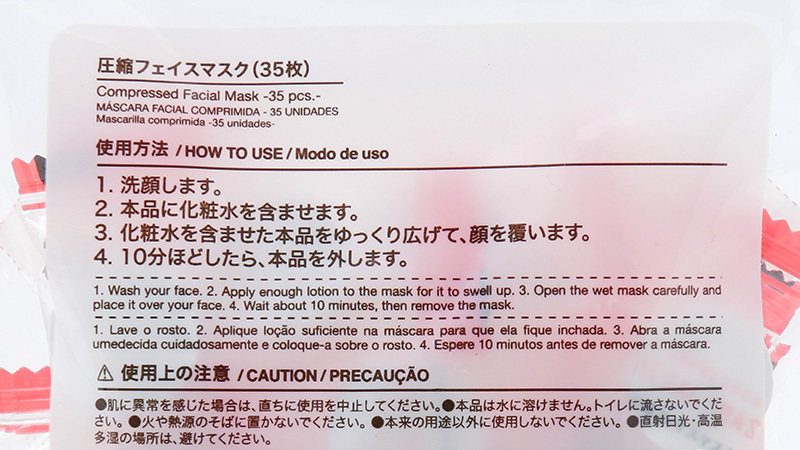 圧縮フェイスマスク(35枚)
Compressed Facial Mask -35 pcs.-
MÁSCARA FACIAL COMPRIMIDA - 35 UNIDADES
Mascarilla comprimida -35 unidades-
使用方法 / HOW TO USE / Modo de uso
1. 洗顔します。
2. 本品に化粧水を含ませます。
3. 化粧水を含ませた本品をゆっくり広げて、顔を覆います。
4. 10分ほどしたら、本品を外します。
1. Wash your face. 2. Apply enough lotion to the mask for it to swell up. 3. Open the wet mask carefully and
place it over your face. 4. Wait about 10 minutes, then remove the mask.
1. Lave o rosto. 2. Aplique loção suficiente na máscara para que ela fique inchada. 3. Abra a máscara
umedecida cuidadosamente e coloque-a sobre o rosto. 4. Espere 10 minutos antes de remover a máscara.
⚠ 使用上の注意 / CAUTION / PRECAUÇÃO
●肌に異常を感じた場合は、直ちに使用を中止してください。●本品は水に溶けません。トイレに流さないでくだ
さい。●火や熱源のそばに置かないでください。●本来の用途以外に使用しないでください。●直射日光・高温
多湿の場所は、避けてください。